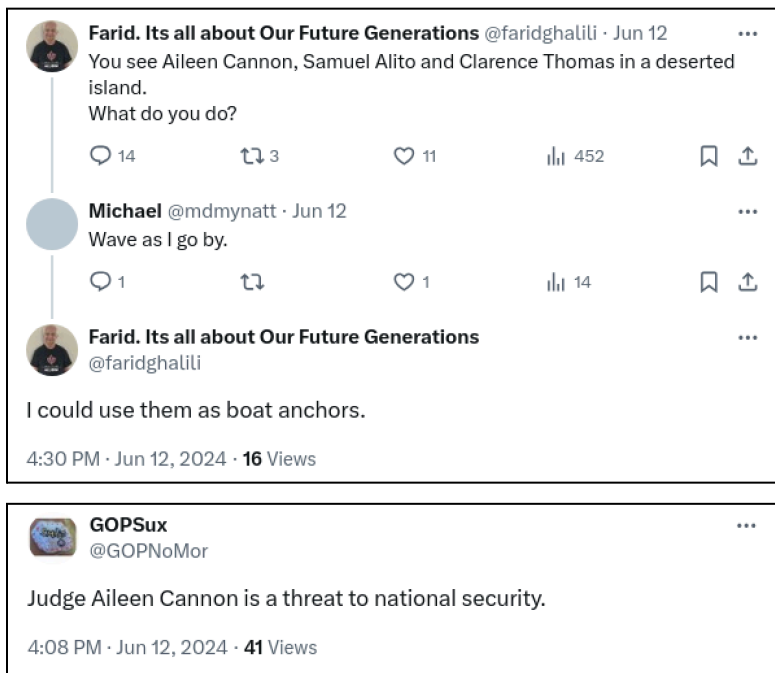 Farid. Its all about Our Future Generations @faridghalili · Jun 12
You see Aileen Cannon, Samuel Alito and Clarence Thomas in a deserted
island.
What do you do?
14 3 11 452
Michael @mdmynatt · Jun 12
Wave as I go by.
1 1 14
Farid. Its all about Our Future Generations
@faridghalili
I could use them as boat anchors.
4:30 PM · Jun 12, 2024 · 16 Views
GOPSux
@GOPNoMor
Judge Aileen Cannon is a threat to national security.
4:08 PM · Jun 12, 2024 · 41 Views